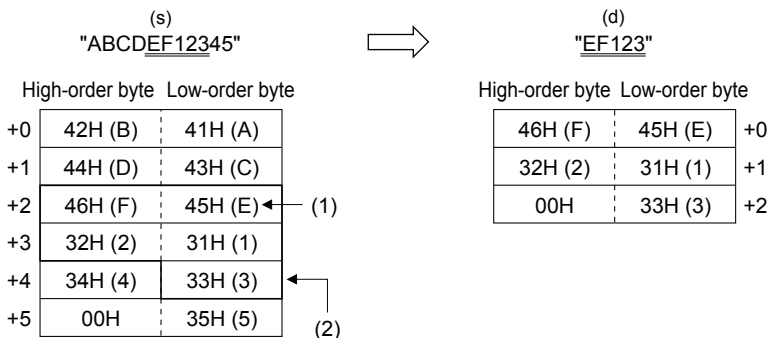 (s) (d)
"ABCDEF12345" "EF123"
High-order byte Low-order byte High-order byte Low-order byte
+0 42H (B) 41H (A) 46H (F) 45H (E) +0
+1 44H (D) 43H (C) 32H (2) 31H (1) +1
+2 46H (F) 45H (E) (1) 00H 33H (3) +2
+3 32H (2) 31H (1)
+4 34H (4) 33H (3)
+5 00H 35H (5) (2)